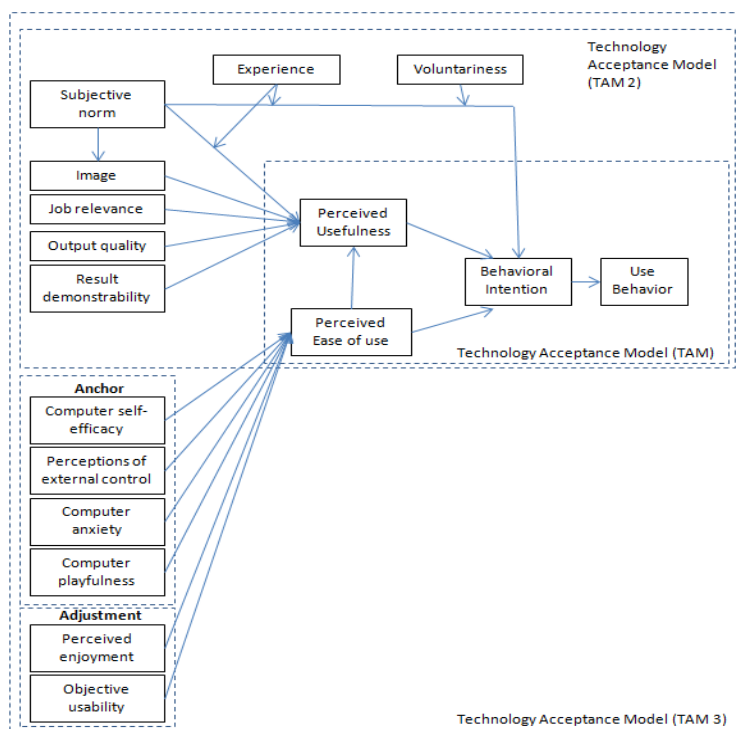 Technology
Acceptance Model
(TAM 2)
Experience
Voluntariness
Subjective
norm
Image
Job relevance
Output quality
Result
demonstrability
Perceived
Usefulness
Behavioral
Intention
Use
Behavior
Perceived
Ease of use
Technology Acceptance Model (TAM)
Anchor
Computer self-
efficacy
Perceptions of
external control
Computer
anxiety
Computer
playfulness
Adjustment
Perceived
enjoyment
Objective
usability
Technology Acceptance Model (TAM 3)